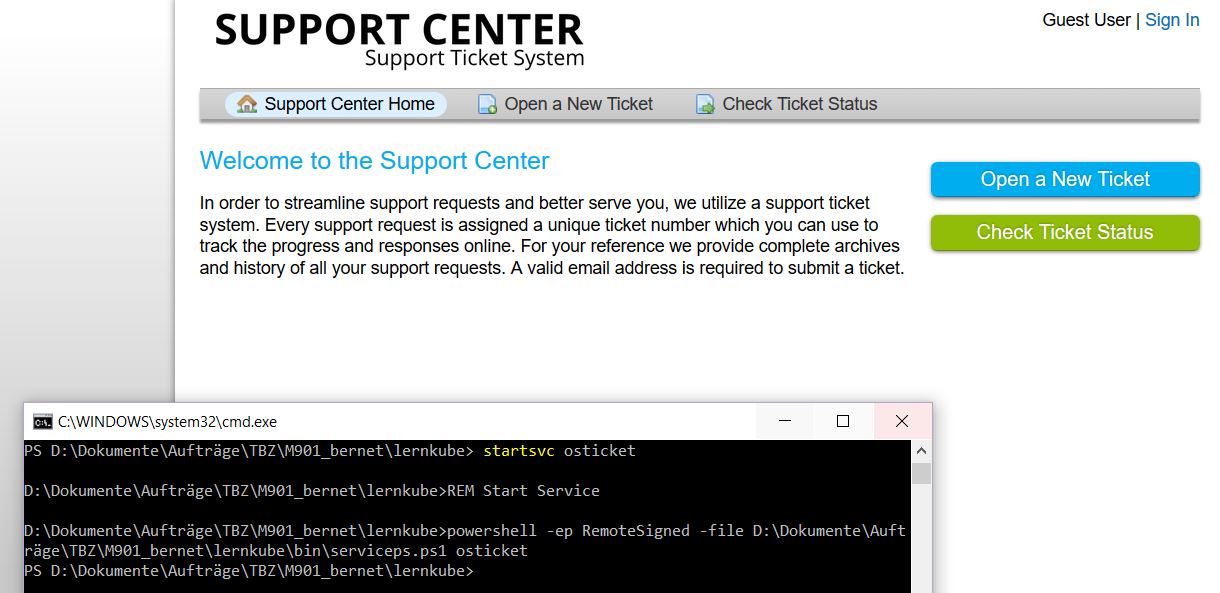 SUPPORT CENTER
Support Ticket System
Guest User | Sign In
Support Center Home
Open a New Ticket
Check Ticket Status
Welcome to the Support Center
In order to streamline support requests and better serve you, we utilize a support ticket
system. Every support request is assigned a unique ticket number which you can use to
track the progress and responses online. For your reference we provide complete archives
and history of all your support requests. A valid email address is required to submit a ticket.
Open a New Ticket
Check Ticket Status
C:\WINDOWS\system32\cmd.exe
PS D:\Dokumente\Aufträge\TBZ\M901_bernet\lernkube> startsvc osticket
D:\Dokumente\Aufträge\TBZ\M901_bernet\lernkube>REM Start Service
D:\Dokumente\Aufträge\TBZ\M901_bernet\lernkube>powershell -ep RemoteSigned -file D:\Dokumente\Auft
räge\TBZ\M901_bernet\lernkube\bin\serviceps.ps1 osticket
PS D:\Dokumente\Aufträge\TBZ\M901_bernet\lernkube>